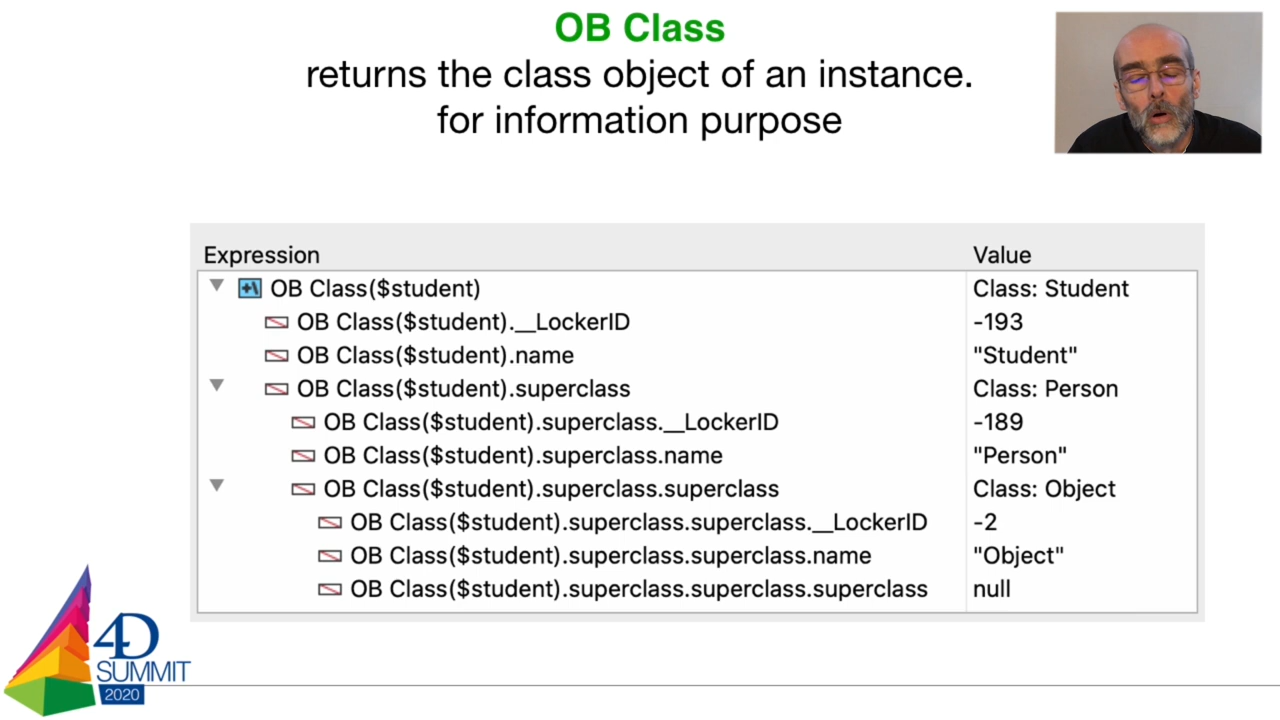 OB Class
returns the class object of an instance.
for information purpose
Expression Value
OB Class($student) Class: Student
OB Class($student).__LockerID -193
OB Class($student).name "Student"
OB Class($student).superclass Class: Person
OB Class($student).superclass.__LockerID -189
OB Class($student).superclass.name "Person"
OB Class($student).superclass.superclass Class: Object
OB Class($student).superclass.superclass.__LockerID -2
OB Class($student).superclass.superclass.name "Object"
OB Class($student).superclass.superclass.superclass null
4D
SUMMIT
2020